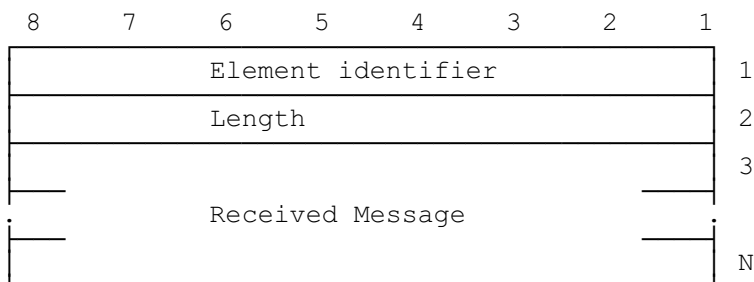 8 7 6 5 4 3 2 1
Element identifier 1
Length 2
3
Received Message
N